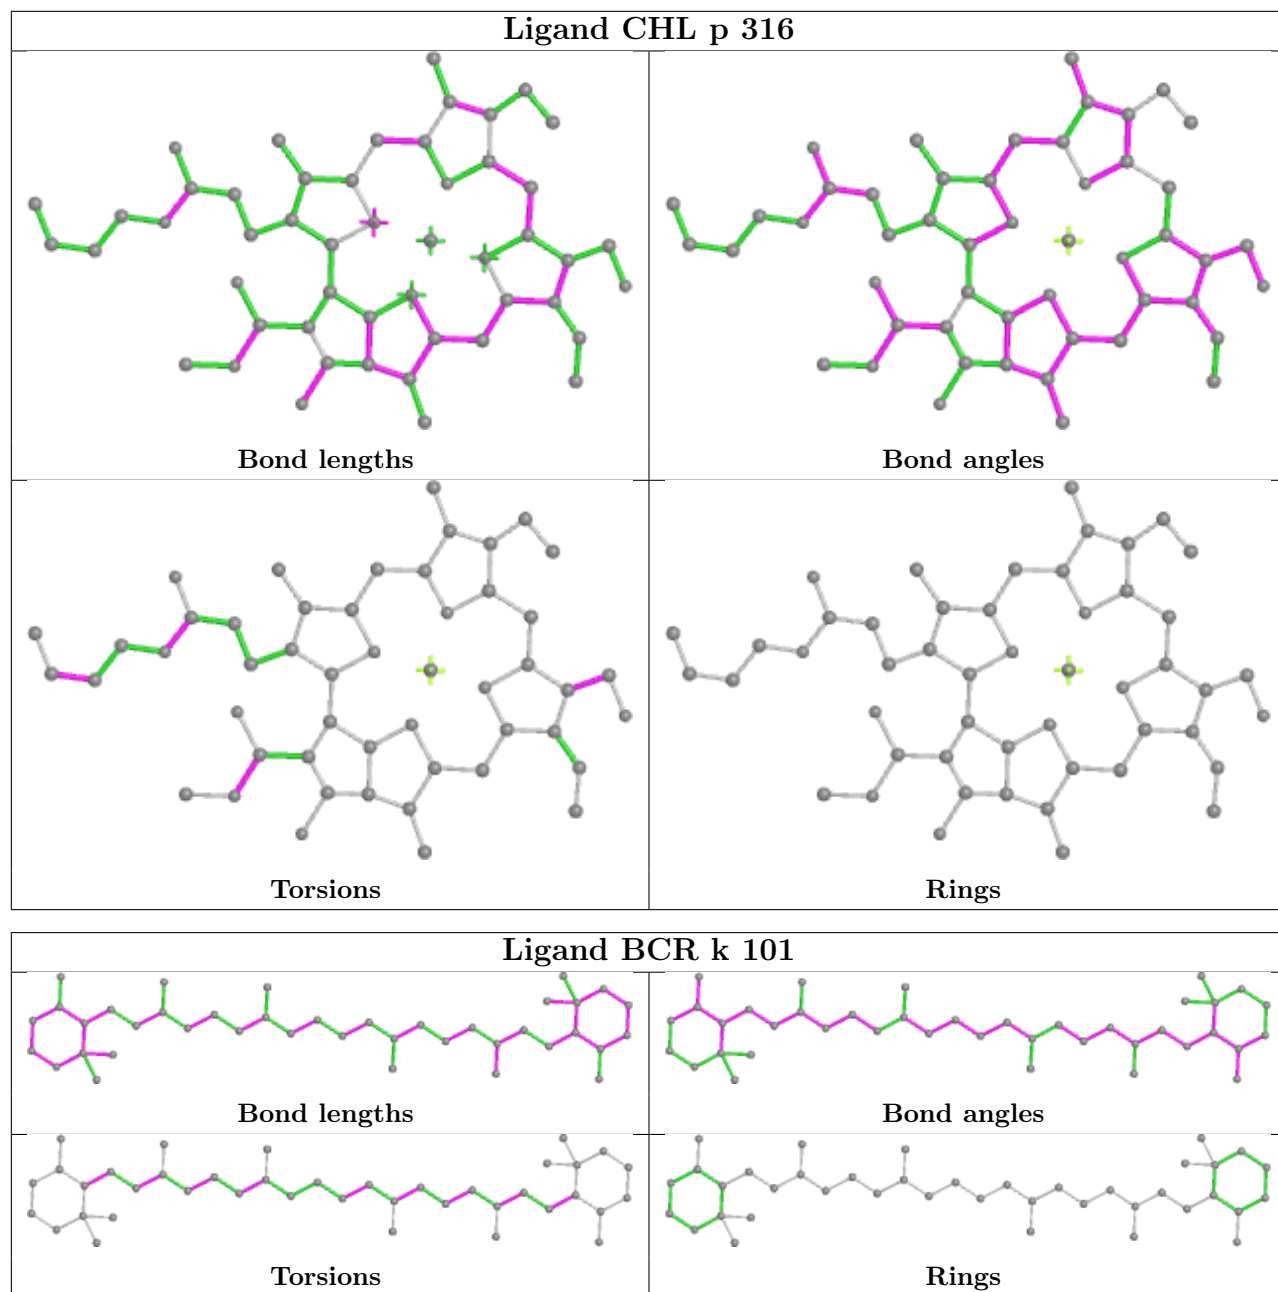 Ligand CHL p 316
Bond lengths
Bond angles
Torsions
Rings
Ligand BCR k 101
Bond lengths
Bond angles
Torsions
Rings